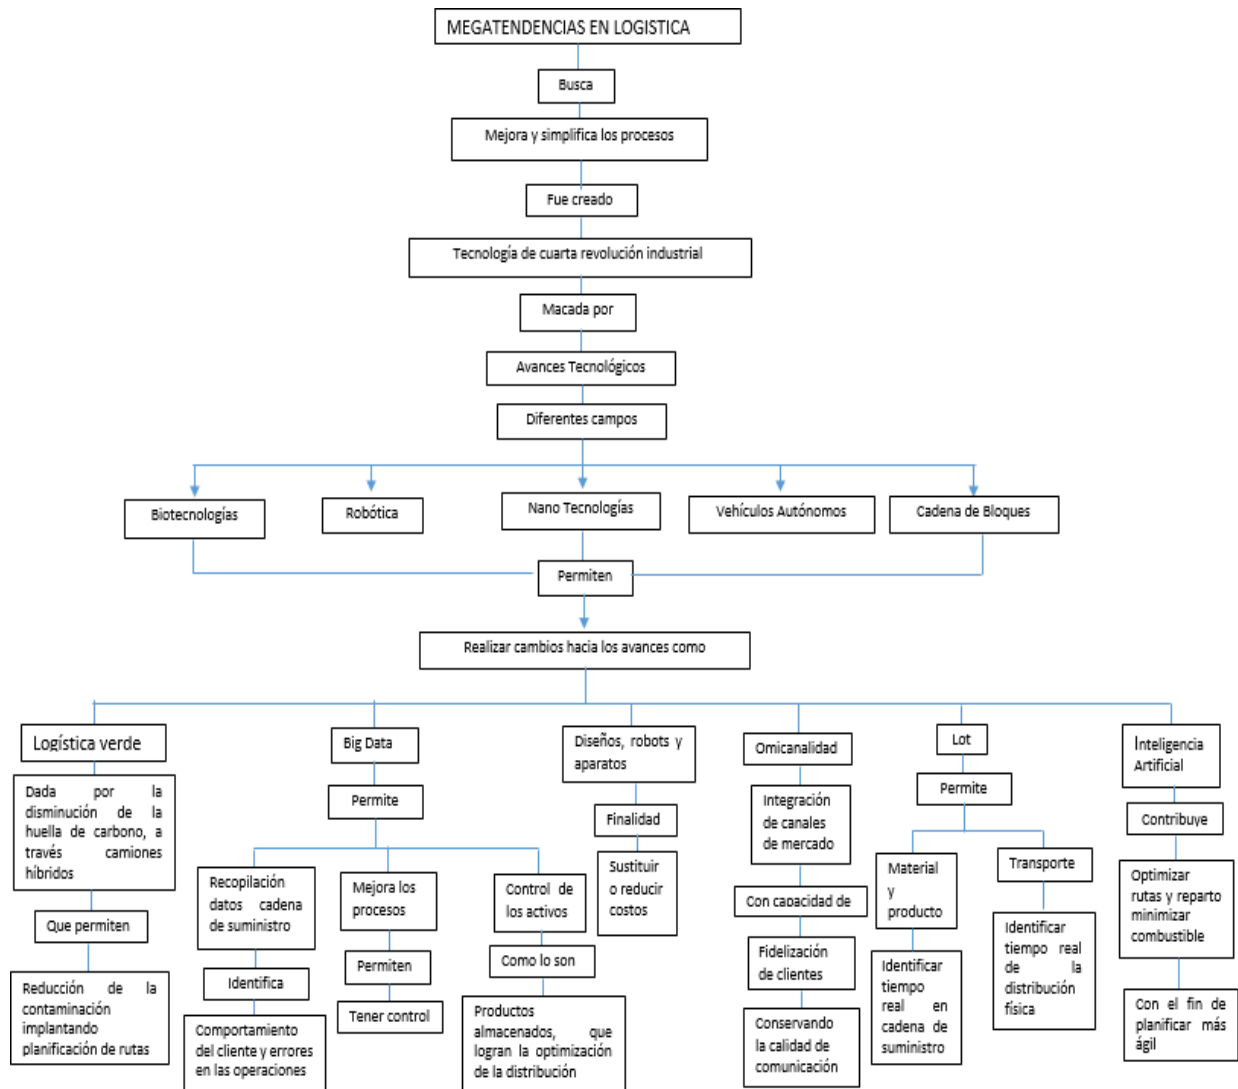 MEGATENDENCIAS EN LOGISTICA
Busca
Mejora y simplifica los procesos
Fue creado
Tecnología de cuarta revolución industrial
Macada por
Avances Tecnológicos
Diferentes campos
Biotecnologías
Robótica
Nano Tecnologías
Vehículos Autónomos
Cadena de Bloques
Permiten
Realizar cambios hacia los avances como
Logística verde
Dada por la
disminución de la
huella de carbono, a
través camiones
híbridos
Que permiten
Reducción de la
contaminación
implantando
planificación de rutas
Big Data
Permite
Recopilación
datos cadena
de suministro
Identifica
Comportamiento
del cliente y errores
en las operaciones
Mejora los
procesos
Permiten
Tener control
Control de
los activos
Como lo son
Productos
almacenados, que
logran la optimización
de la distribución
Diseños, robots y
aparatos
Finalidad
Sustituir
o reducir
costos
Omicanalidad
Integración
de canales
de mercado
Con capacidad de
Fidelización
de clientes
Conservando
la calidad de
comunicación
Lot
Permite
Material
y
producto
Identificar
tiempo
real en
cadena de
suministro
Transporte
Identificar
tiempo real
de la
distribución
física
Inteligencia
Artificial
Contribuye
Optimizar
rutas y reparto
minimizar
combustible
Con el fin de
planificar más
ágil